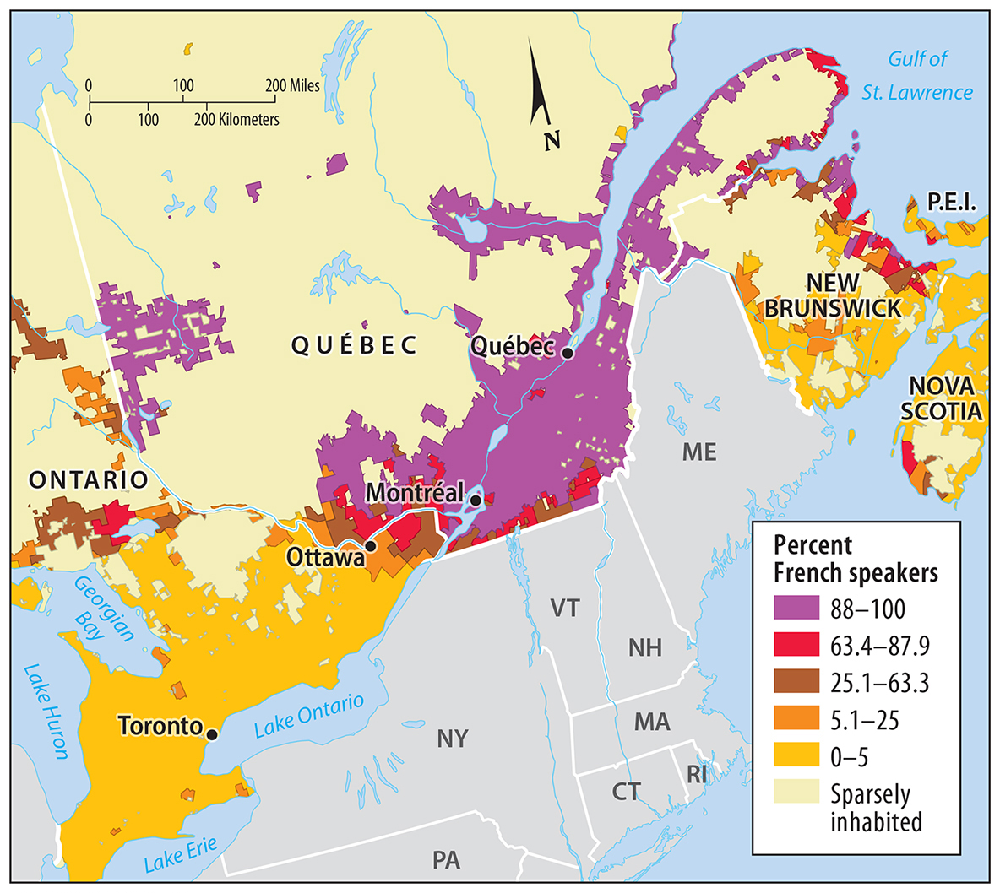 0 100 200 Miles
0 100 200 Kilometers
N
Gulf of
St. Lawrence
P.E.I.
NEW
BRUNSWICK
QUÉBEC
Québec
NOVA
SCOTIA
ME
ONTARIO
Montréal
Ottawa
Georgian
Bay
VT
NH
Lake Huron
Toronto
Lake Ontario
NY
MA
CT
RI
Lake Erie
PA
Percent
French speakers
88–100
63.4–87.9
25.1–63.3
5.1–25
0–5
Sparsely
inhabited